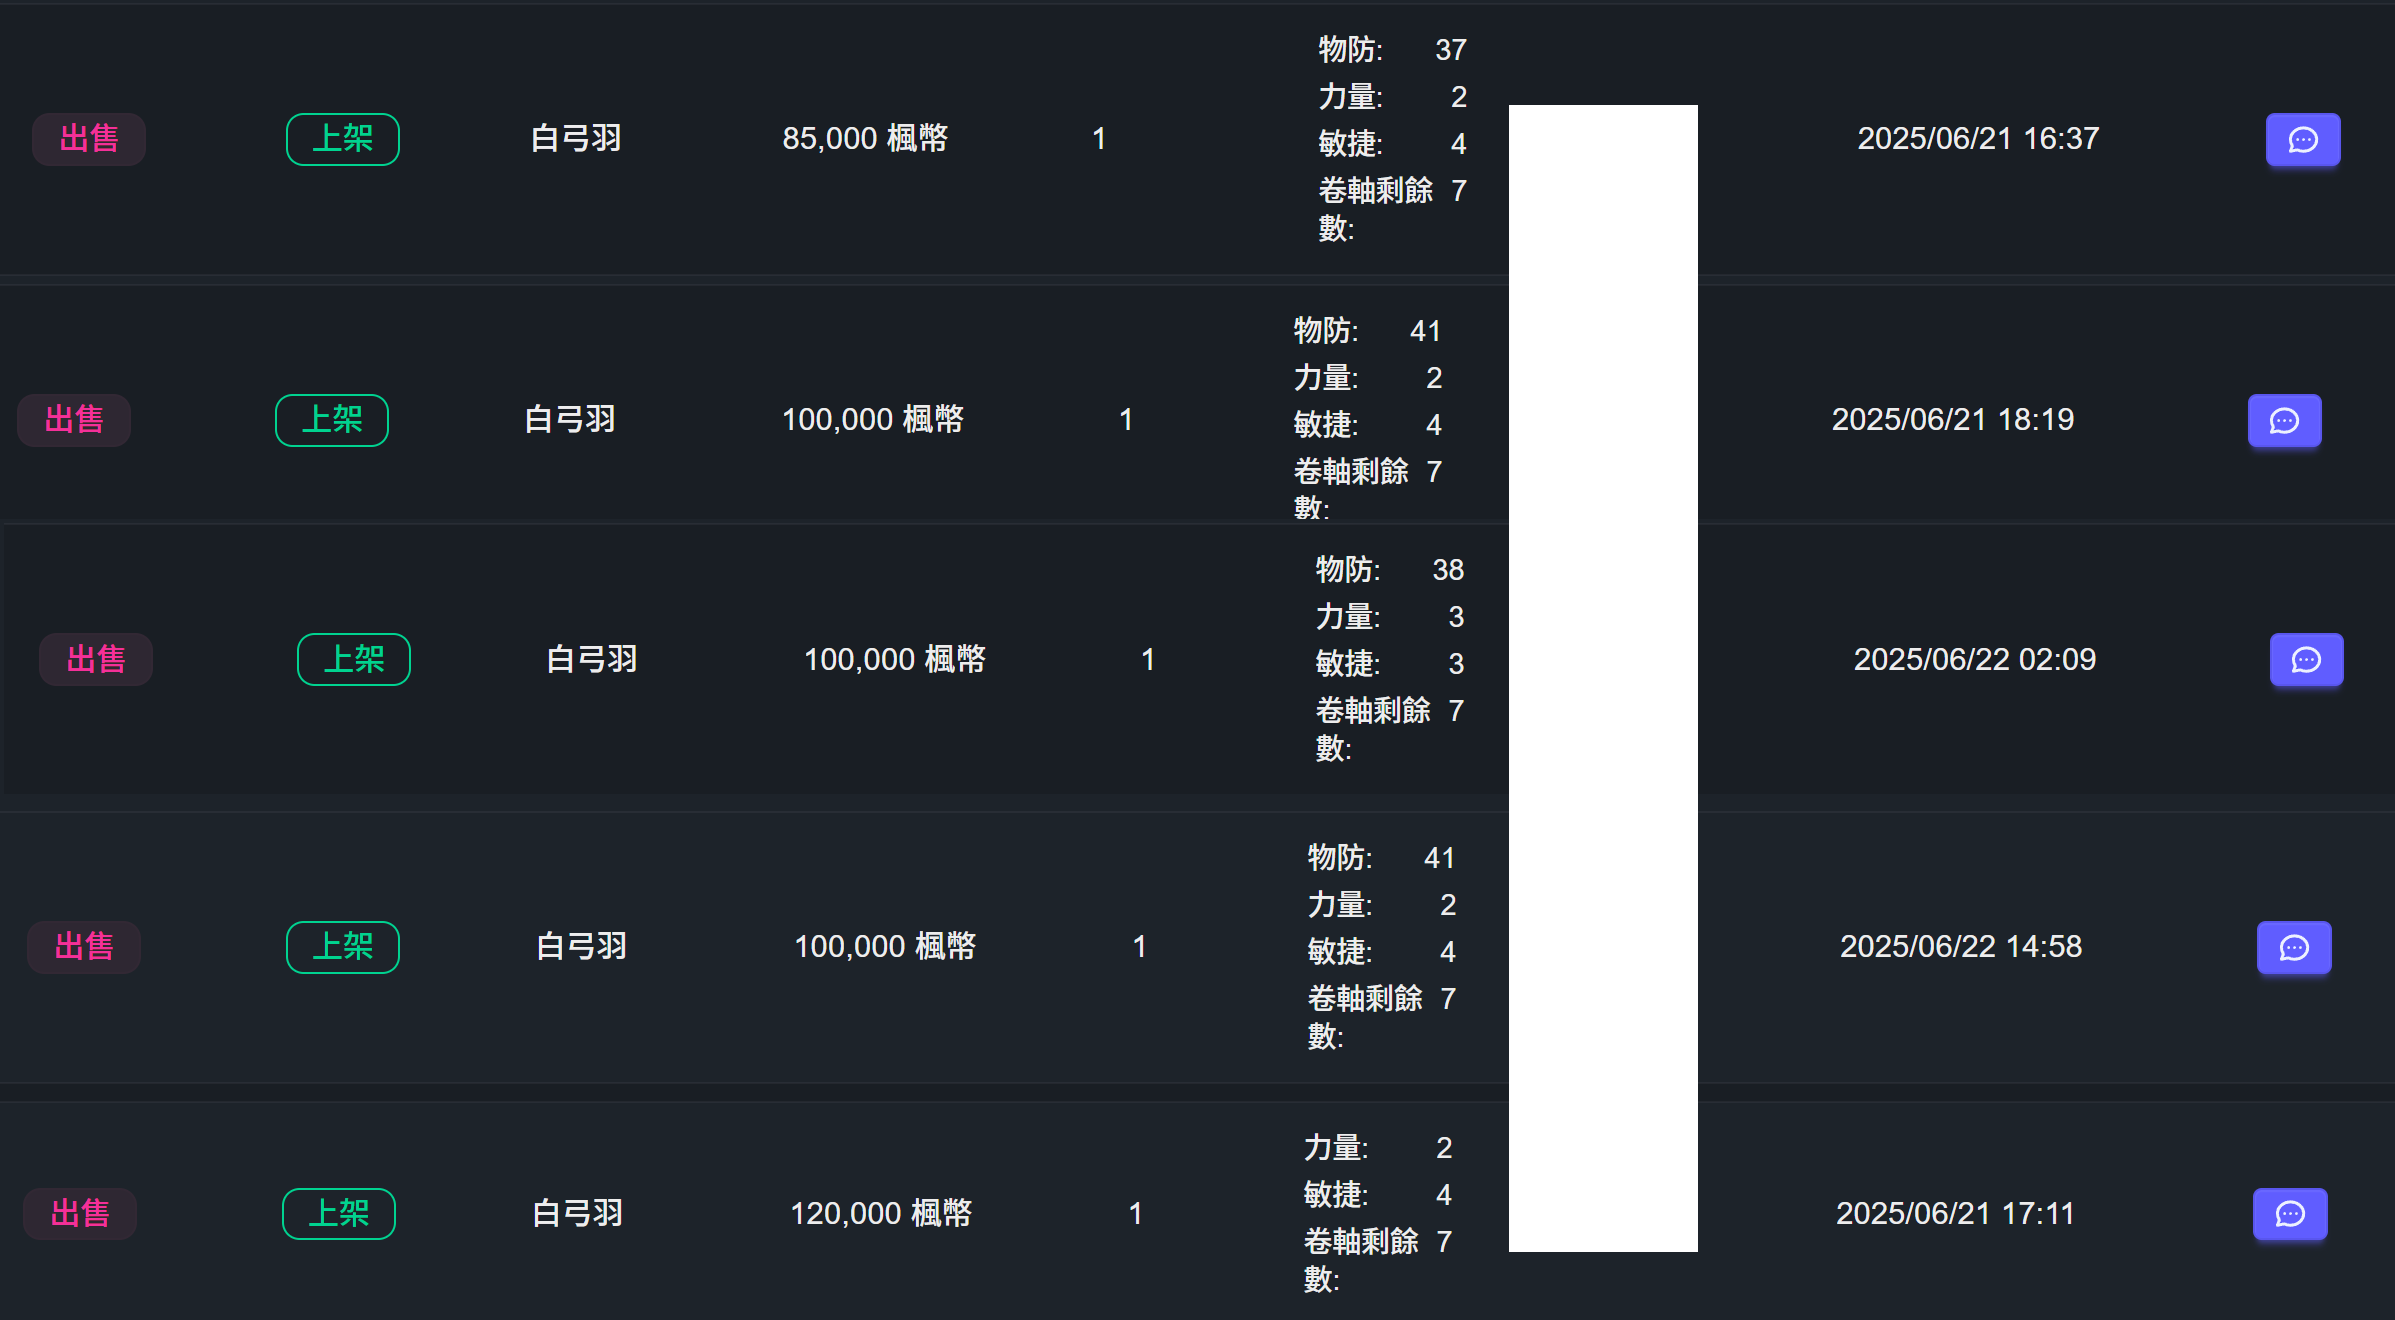 物防: 37
力量: 2
出售 上架 白弓羽 85,000 楓幣 1 敏捷: 4 2025/06/21 16:37
卷軸剩餘 7
數:
物防: 41
力量: 2
出售 上架 白弓羽 100,000 楓幣 1 敏捷: 4 2025/06/21 18:19
卷軸剩餘 7
數:
物防: 38
力量: 3
出售 上架 白弓羽 100,000 楓幣 1 敏捷: 3 2025/06/22 02:09
卷軸剩餘 7
數:
物防: 41
力量: 2
出售 上架 白弓羽 100,000 楓幣 1 敏捷: 4 2025/06/22 14:58
卷軸剩餘 7
數:
力量: 2
敏捷: 4
出售 上架 白弓羽 120,000 楓幣 1 2025/06/21 17:11
卷軸剩餘 7
數: